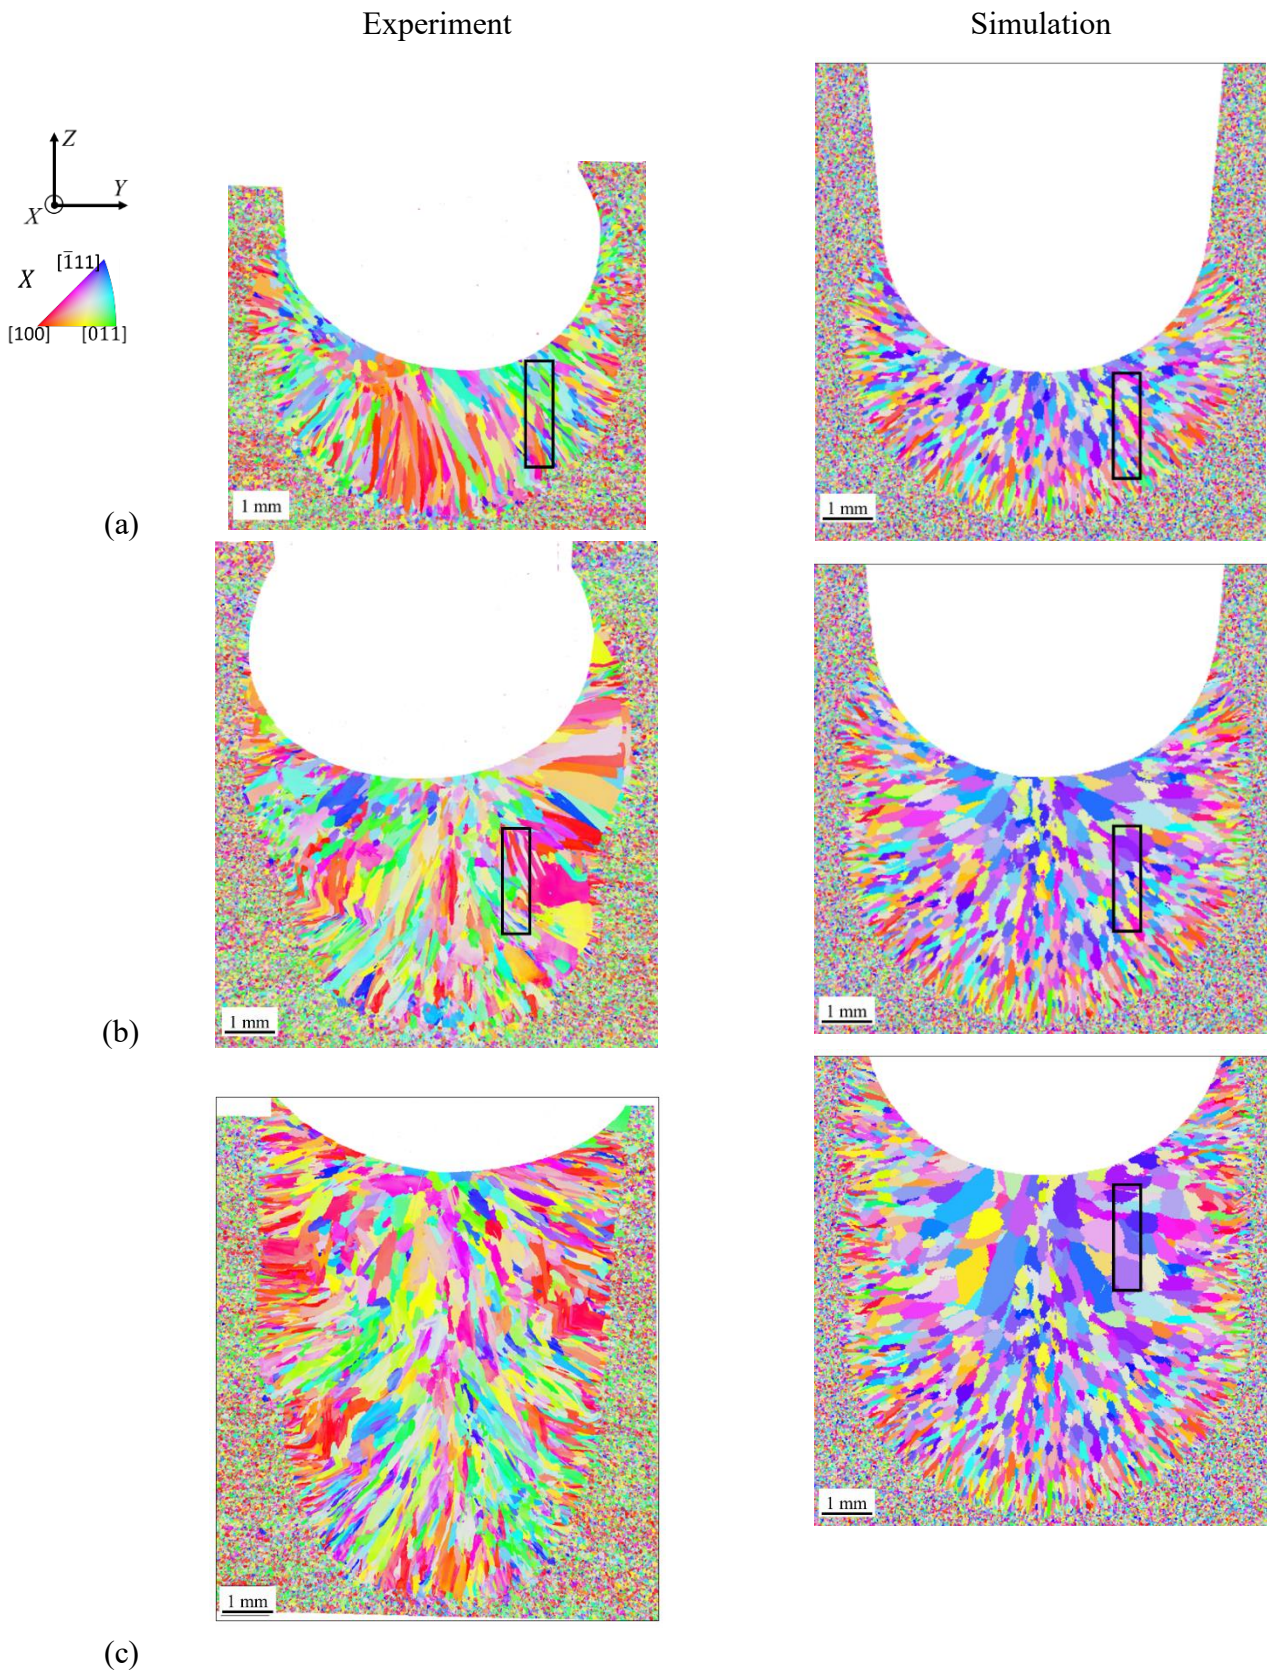 Experiment
Simulation
Z
Y
X
X
[1̅11]
[100]
[011]
1 mm
1 mm
(a)
1 mm
1 mm
(b)
1 mm
1 mm
(c)